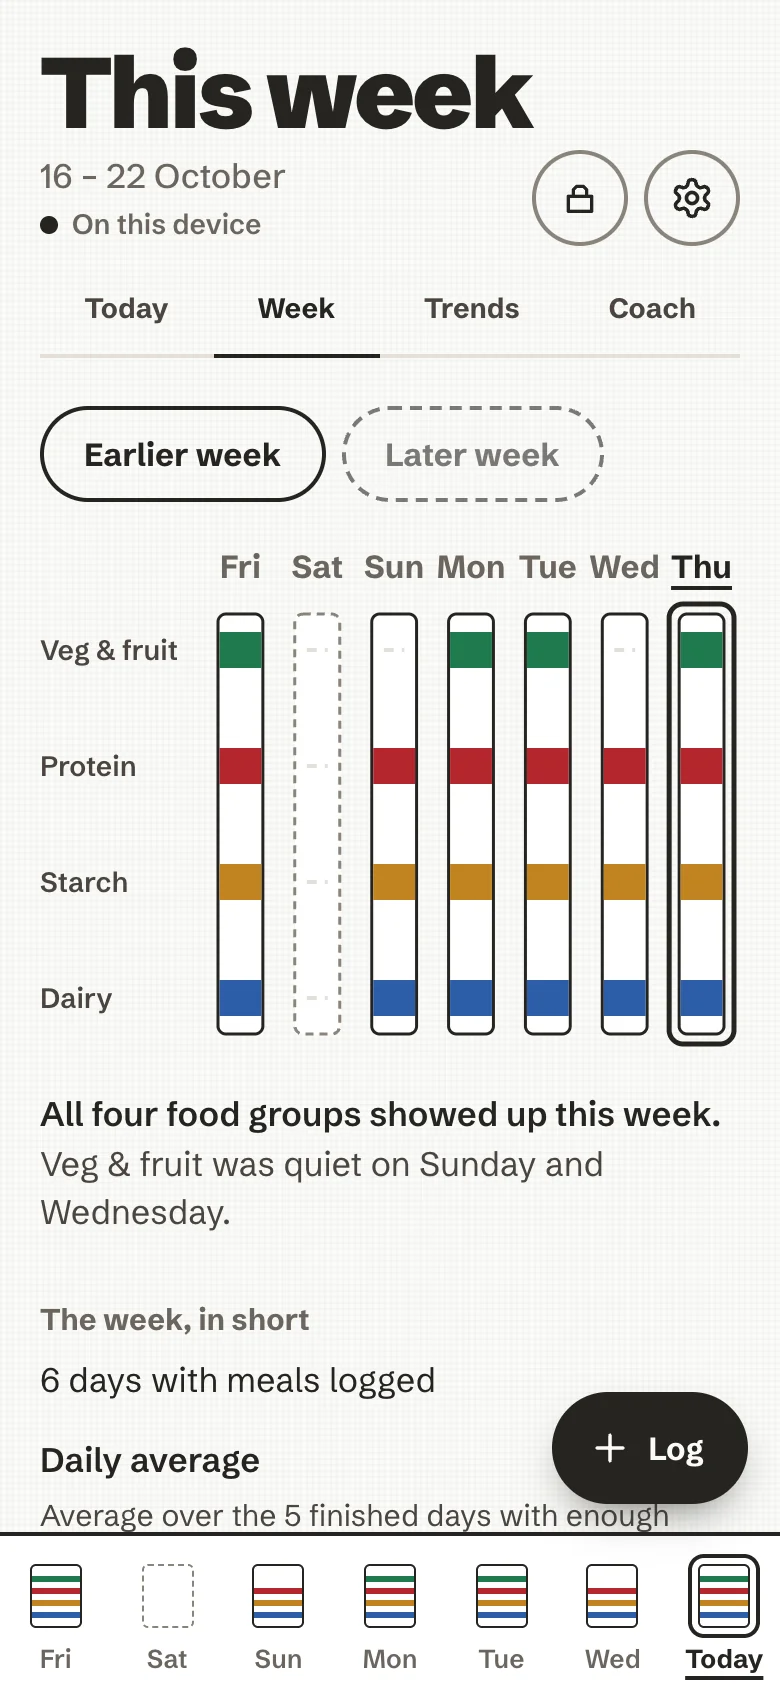 This week
16 – 22 October
On this device
Today Week Trends Coach
Earlier week Later week
Fri Sat Sun Mon Tue Wed Thu
Veg & fruit
Protein
Starch
Dairy
All four food groups showed up this week.
Veg & fruit was quiet on Sunday and
Wednesday.
The week, in short
6 days with meals logged
Daily average
Log
Average over the 5 finished days with enough
Fri Sat Sun Mon Tue Wed Today